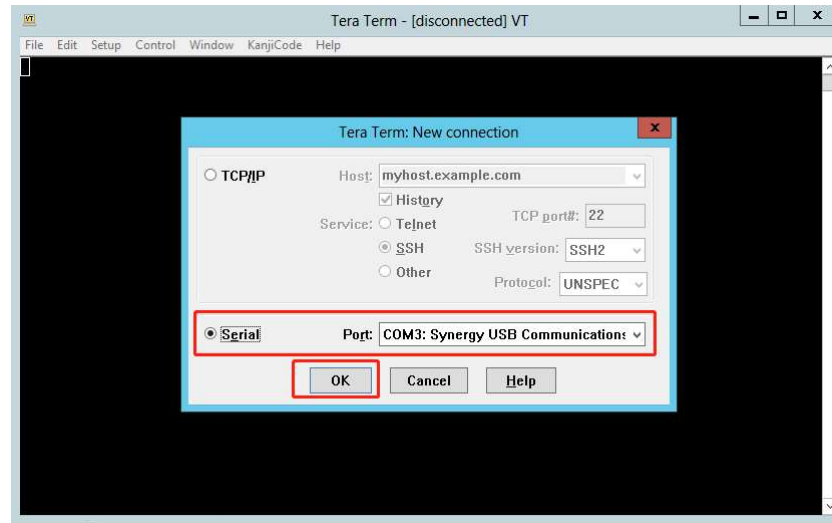 Tera Term - [disconnected] VT
File Edit Setup Control Window KanjiCode Help
Tera Term: New connection
TCP/IP Host: myhost.example.com
History
Service: Telnet TCP port#: 22
SSH SSH version: SSH2
Other Protocol: UNSPEC
Serial Port: COM3: Synergy USB Communications
OK Cancel Help